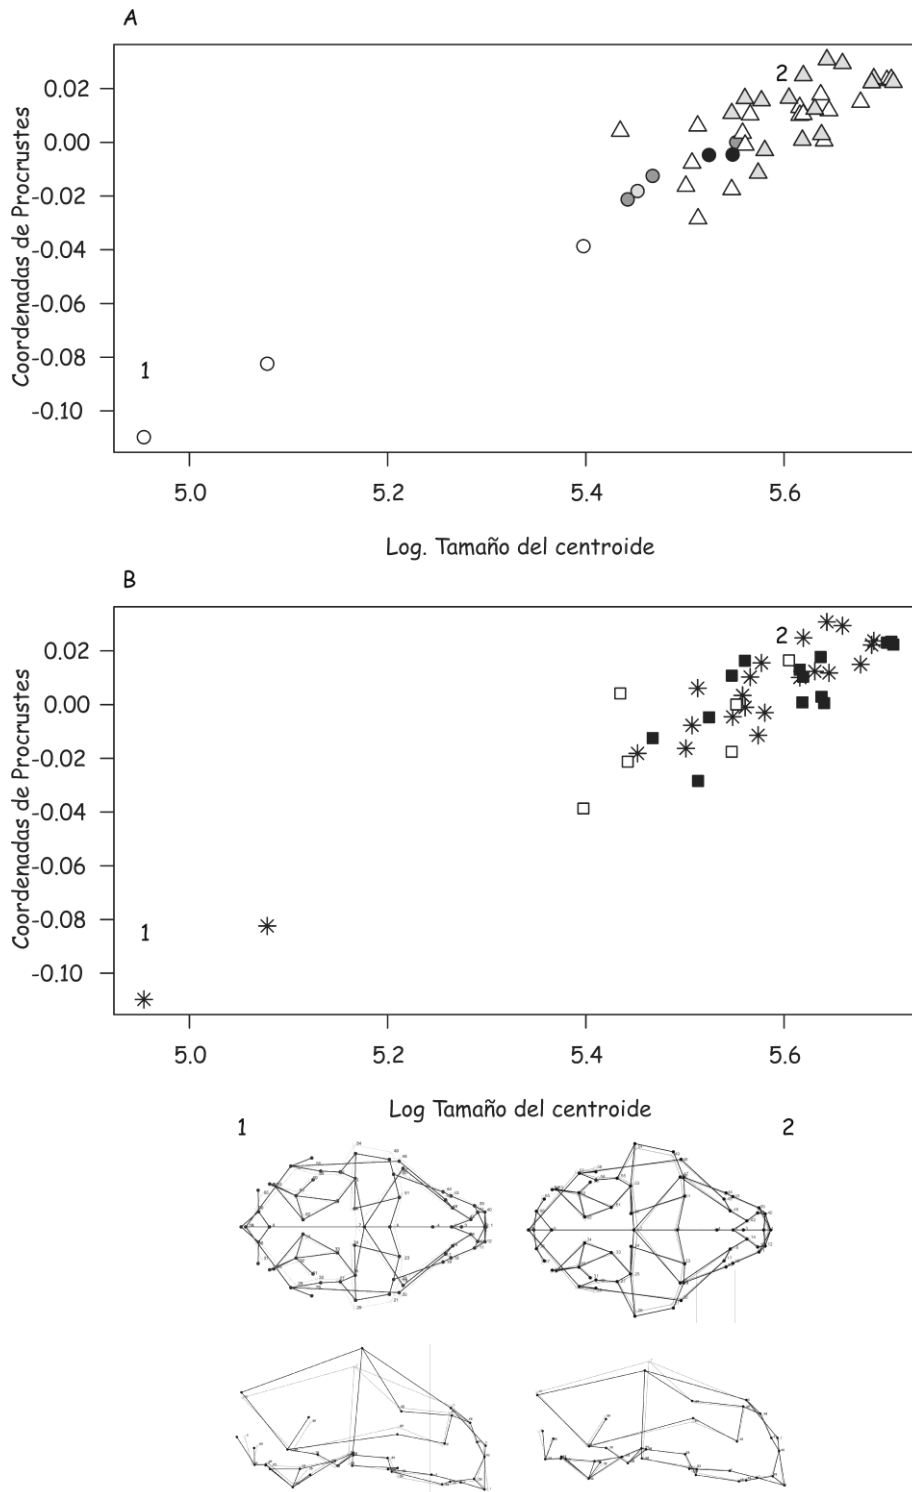 A
Coordenadas de Procrustes
0.02
0.00
-0.02
-0.04
-0.06
-0.08
-0.10
1
2
5.0 5.2 5.4 5.6
Log. Tamaño del centroide
B
Coordenadas de Procrustes
0.02
0.00
-0.02
-0.04
-0.06
-0.08
-0.10
1
2
5.0 5.2 5.4 5.6
Log Tamaño del centroide
1 2